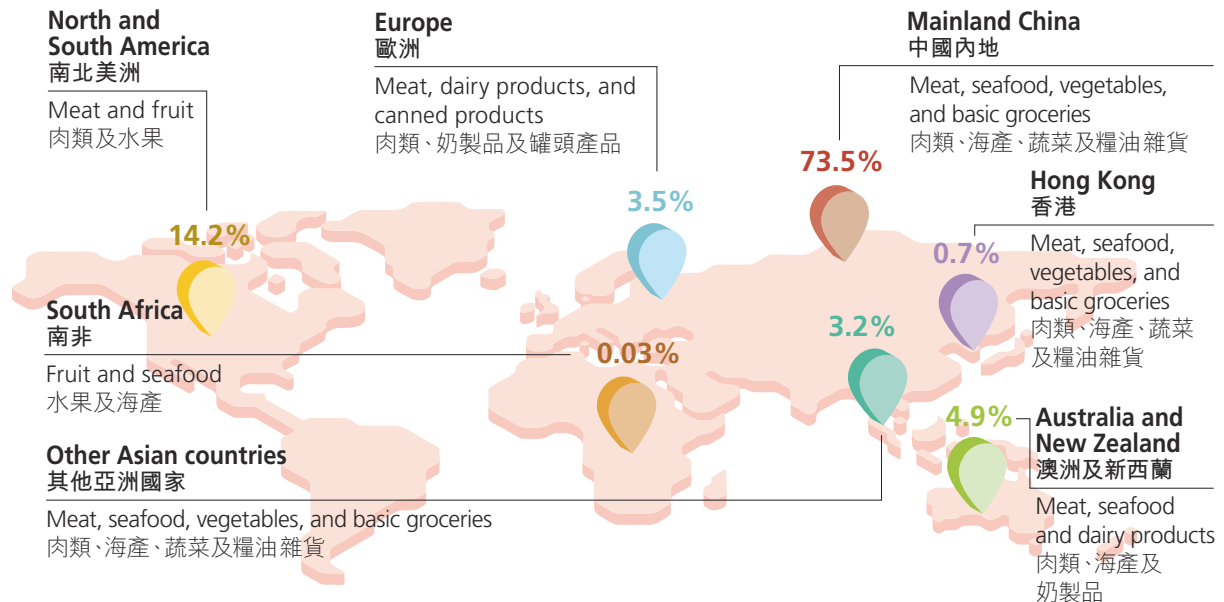 North and
South America
南北美洲
Meat and fruit
肉類及水果
14.2%
Europe
歐洲
Meat, dairy products, and
canned products
肉類、奶製品及罐頭產品
3.5%
Mainland China
中國內地
Meat, seafood, vegetables,
and basic groceries
肉類、海產、蔬菜及糧油雜貨
73.5%
Hong Kong
香港
Meat, seafood,
vegetables, and
basic groceries
肉類、海產、蔬菜
及糧油雜貨
0.7%
South Africa
南非
Fruit and seafood
水果及海產
0.03%
Other Asian countries
其他亞洲國家
Meat, seafood, vegetables, and basic groceries
肉類、海產、蔬菜及糧油雜貨
3.2%
4.9%
Australia and
New Zealand
澳洲及新西蘭
Meat, seafood
and dairy products
肉類、海產及
奶製品